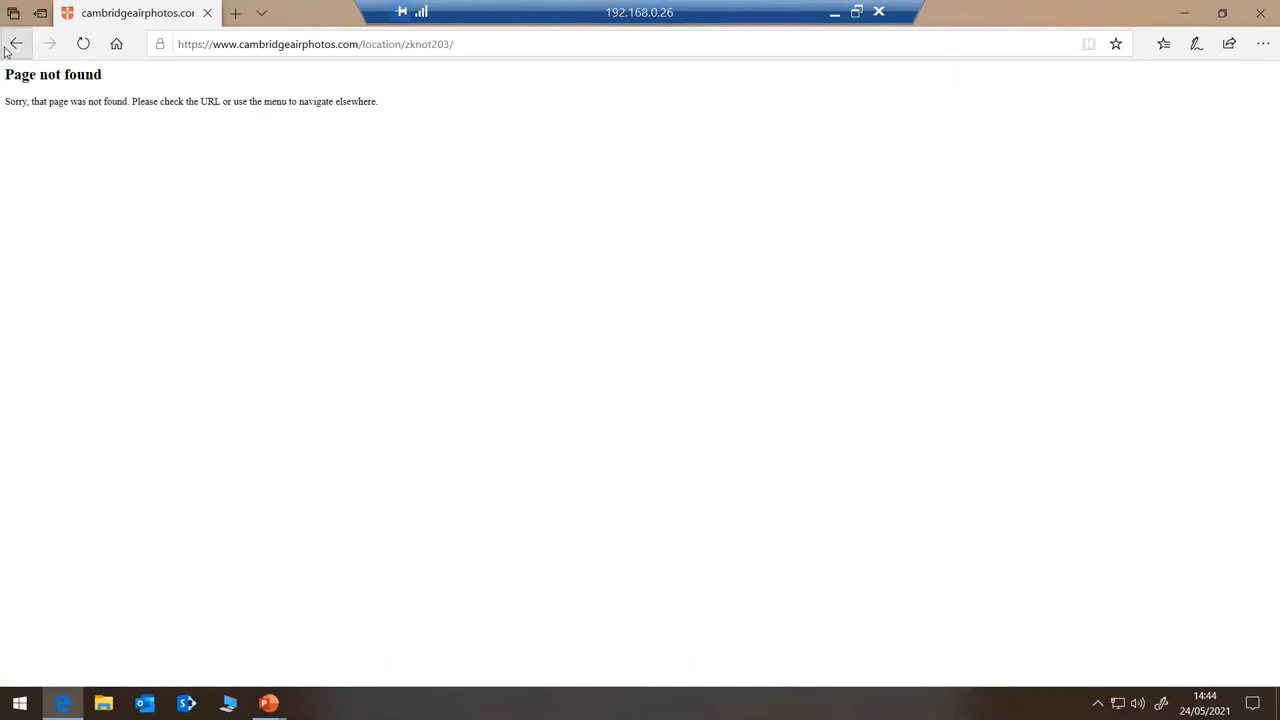 cambridgeairphotos.cor
192.168.0.26
https://www.cambridgeairphotos.com/location/zknot203/
Page not found
Sorry, that page was not found. Please check the URL or use the menu to navigate elsewhere.
14:44
24/05/2021